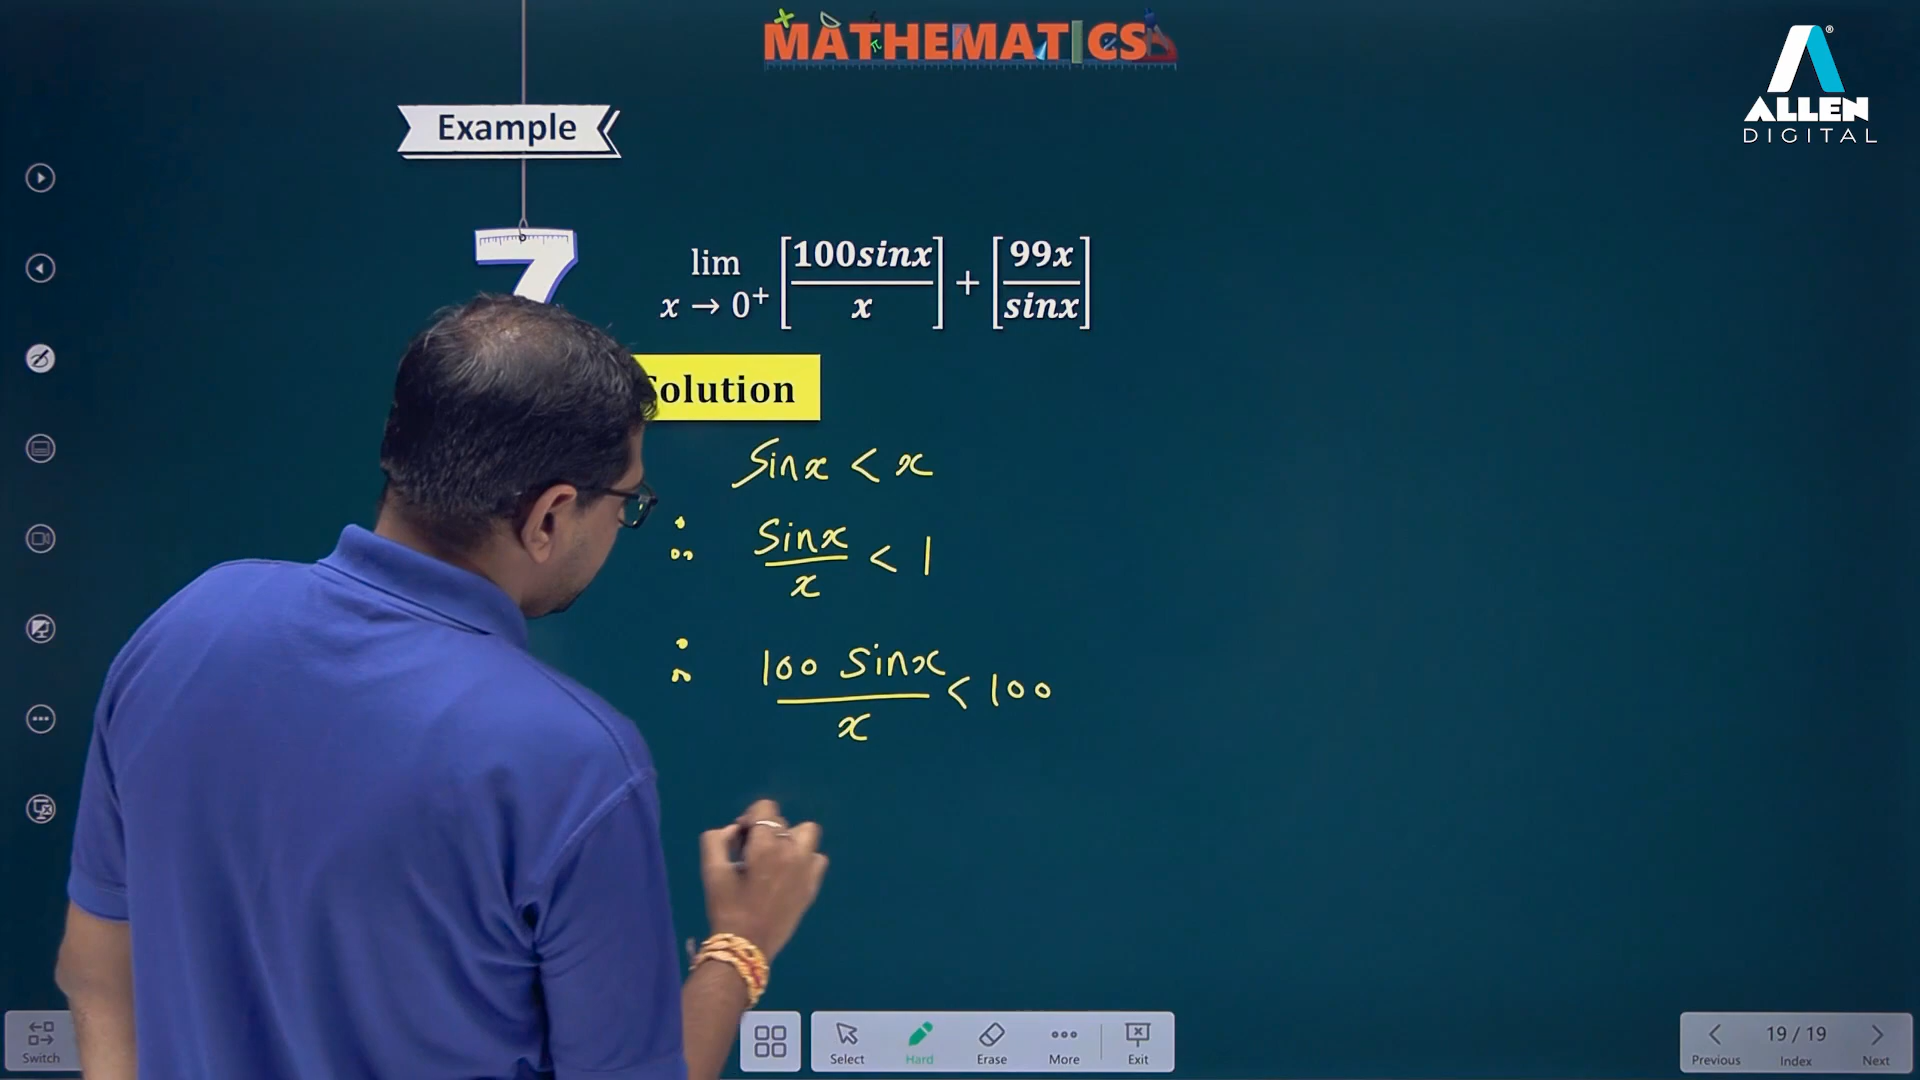 MATHEMATICS
ALLEN
DIGITAL
Example
7
lim x → 0⁺ [100sinx / x] + [99x / sinx]
Solution
Sinx < x
∴ Sinx / x < 1
∴ 100 Sinx / x < 100
Switch
Select
Hard
Erase
More
Exit
Previous
19 / 19
Index
Next